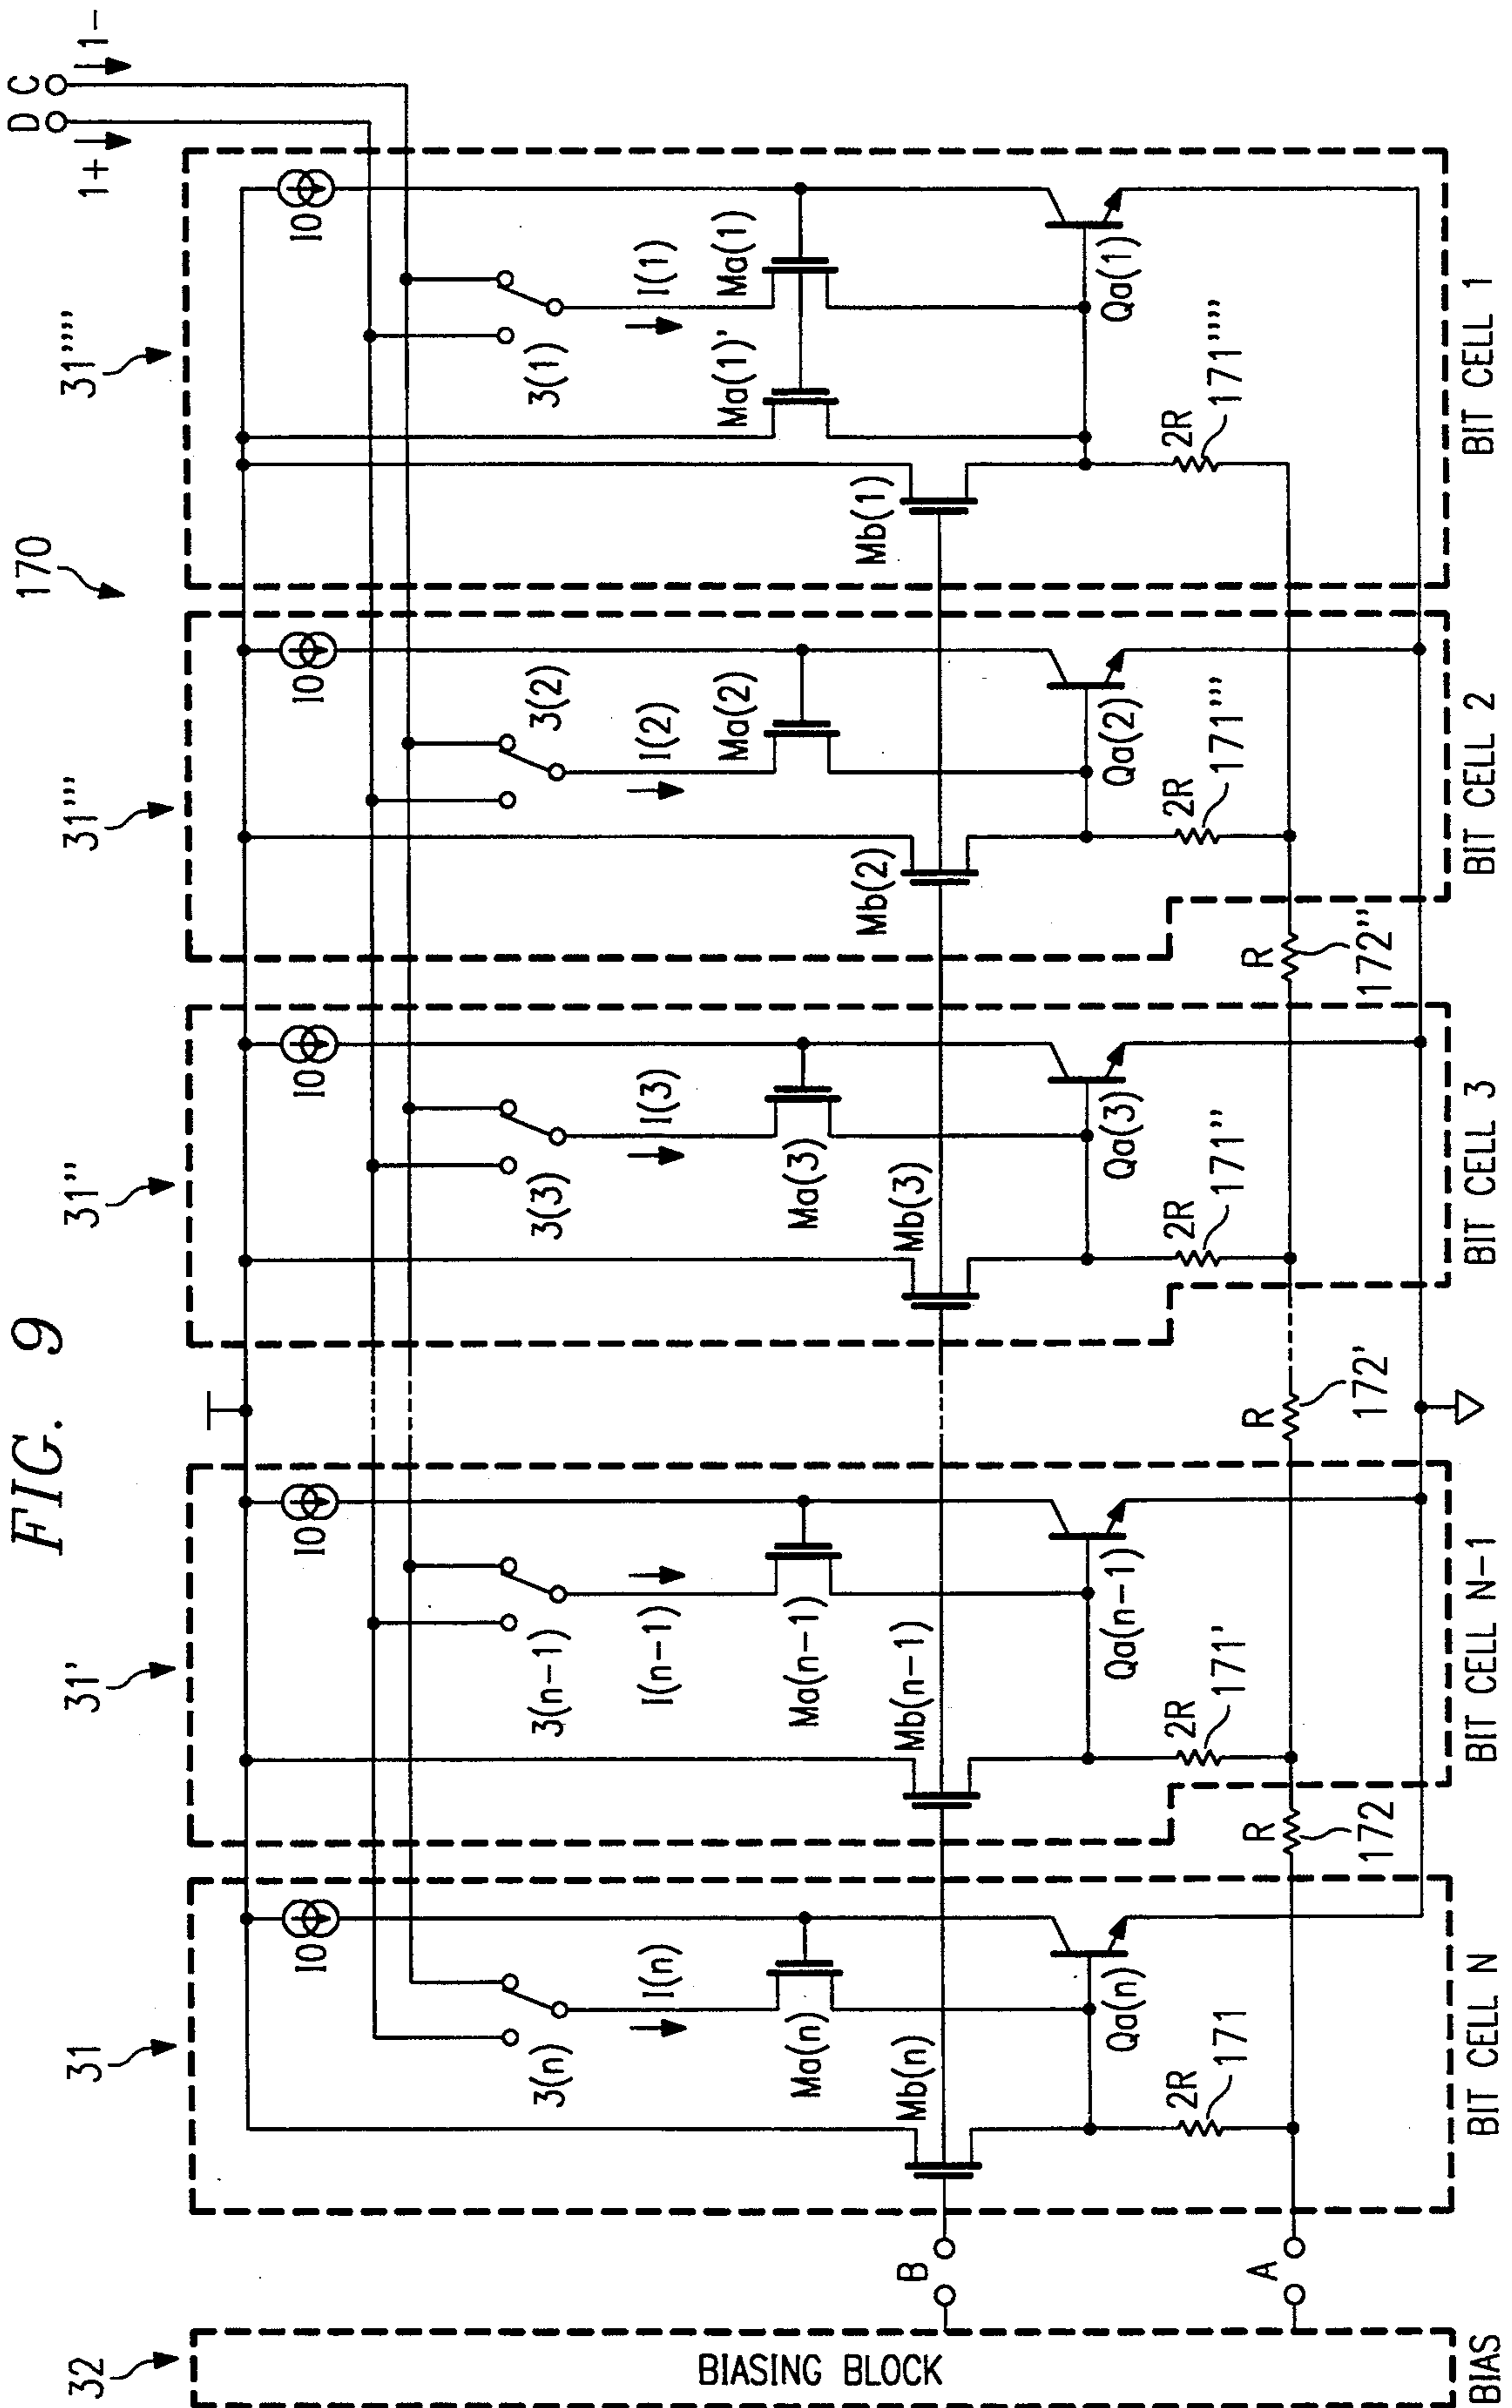 FIG. 9
32
BIASING BLOCK
BIAS
B
A
31
I0
3(n)
I(n)
Ma(n)
Mb(n)
Qa(n)
2R
171
BIT CELL N
R
172
31'
I0
3(n-1)
I(n-1)
Ma(n-1)
Mb(n-1)
Qa(n-1)
2R
171'
BIT CELL N-1
R
172'
31''
I0
3(3)
I(3)
Ma(3)
Mb(3)
Qa(3)
2R
171''
BIT CELL 3
R
172''
170
31'''
I0
3(2)
I(2)
Ma(2)
Mb(2)
Qa(2)
2R
171'''
BIT CELL 2
31''''
I0
3(1)
I(1)
Ma(1)'
Ma(1)
Mb(1)
Qa(1)
2R
171''''
BIT CELL 1
D
C
1+
1-